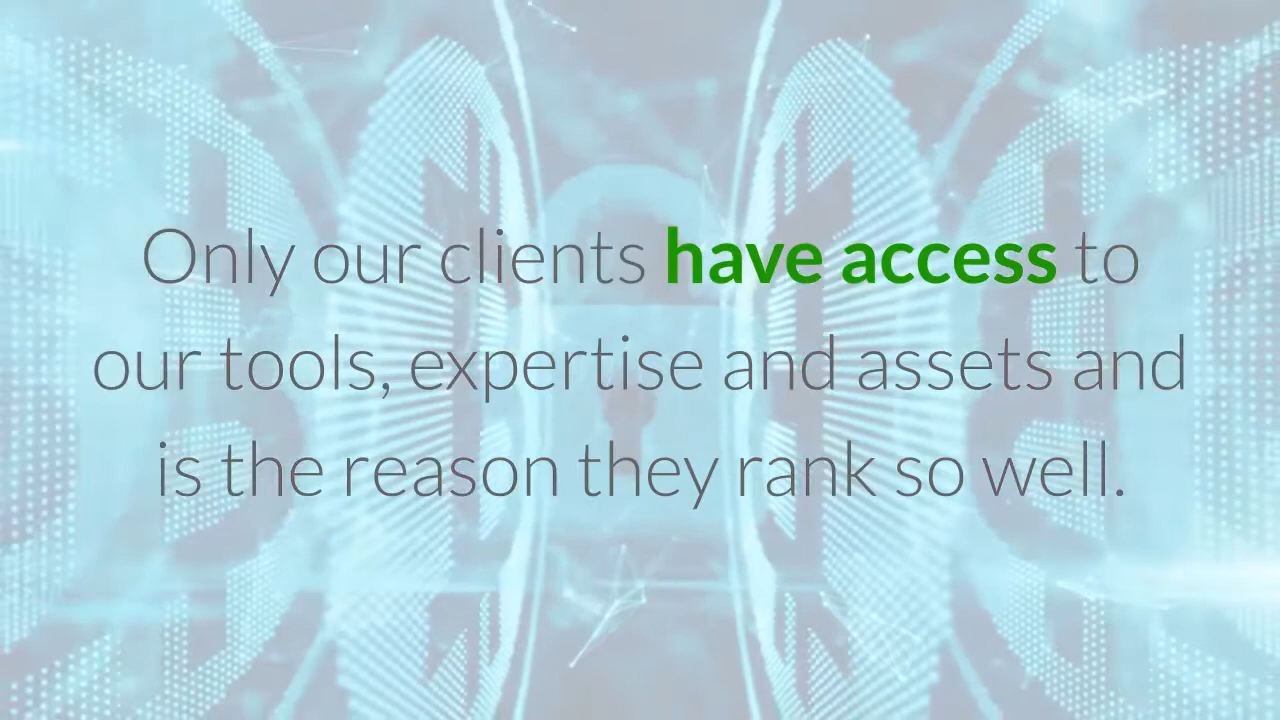 Only our clients have access to
our tools, expertise and assets and
is the reason they rank so well.